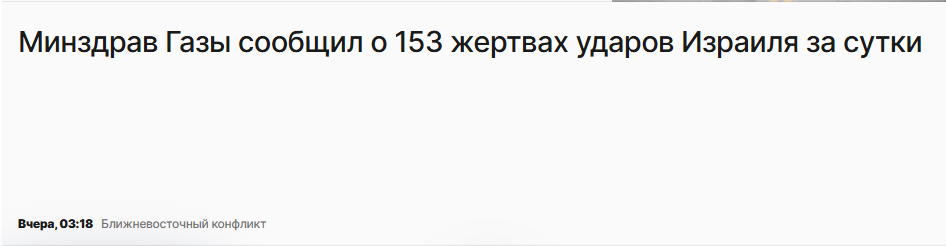 Минздрав Газы сообщил о 153 жертвах ударов Израиля за сутки
Вчера, 03:18 Ближневосточный конфликт